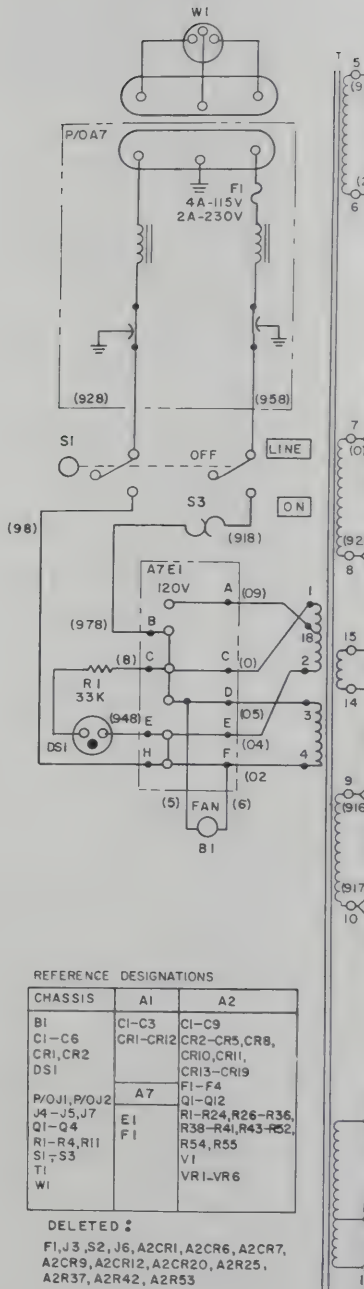 W1
T
5
(9
P/OA7
F1
4A-115V
2A-230V
6
(928)
(958)
7
(0)
S1
OFF
LINE
S3
ON
(98)
(918)
(92
8
A7E1
120V
A
(09)
1
(978)
B
18
15
(8)
C
C
(0)
2
R1
33K
D
(05)
3
14
(948)
E
E
(04)
DS1
H
F
(02
4
9
(916
(5)
FAN
(6)
B1
(917
10
REFERENCE DESIGNATIONS
CHASSIS A1 A2
B1 C1-C3 C1-C9
C1-C6 CR1-CR12 CR2-CR5,CR8,
CR1,CR2 CR10,CR11,
DS1 CR13-CR19
A7 F1-F4
P/OJ1,P/OJ2 Q1-Q12
J4-J5,J7 E1 R1-R24,R26-R36,
Q1-Q4 F1 R38-R41,R43-R52,
R1-R4,R11 R54,R55
S1-S3 V1
T1 VR1-VR6
W1
DELETED:
F1,J3,S2,J6,A2CR1,A2CR6,A2CR7,
A2CR9,A2CR12,A2CR20,A2R25,
A2R37,A2R42,A2R53